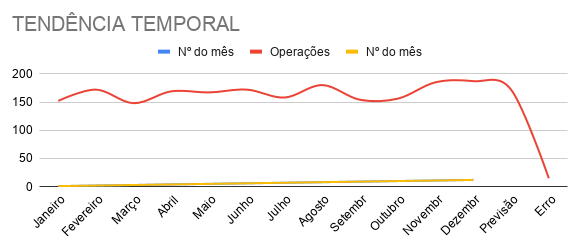 TENDÊNCIA TEMPORAL
Nº do mês Operações Nº do mês
200
150
100
50
0
Janeiro Fevereiro Março Abril Maio Junho Julho Agosto Setembr Outubro Novembr Dezembr Previsão Erro